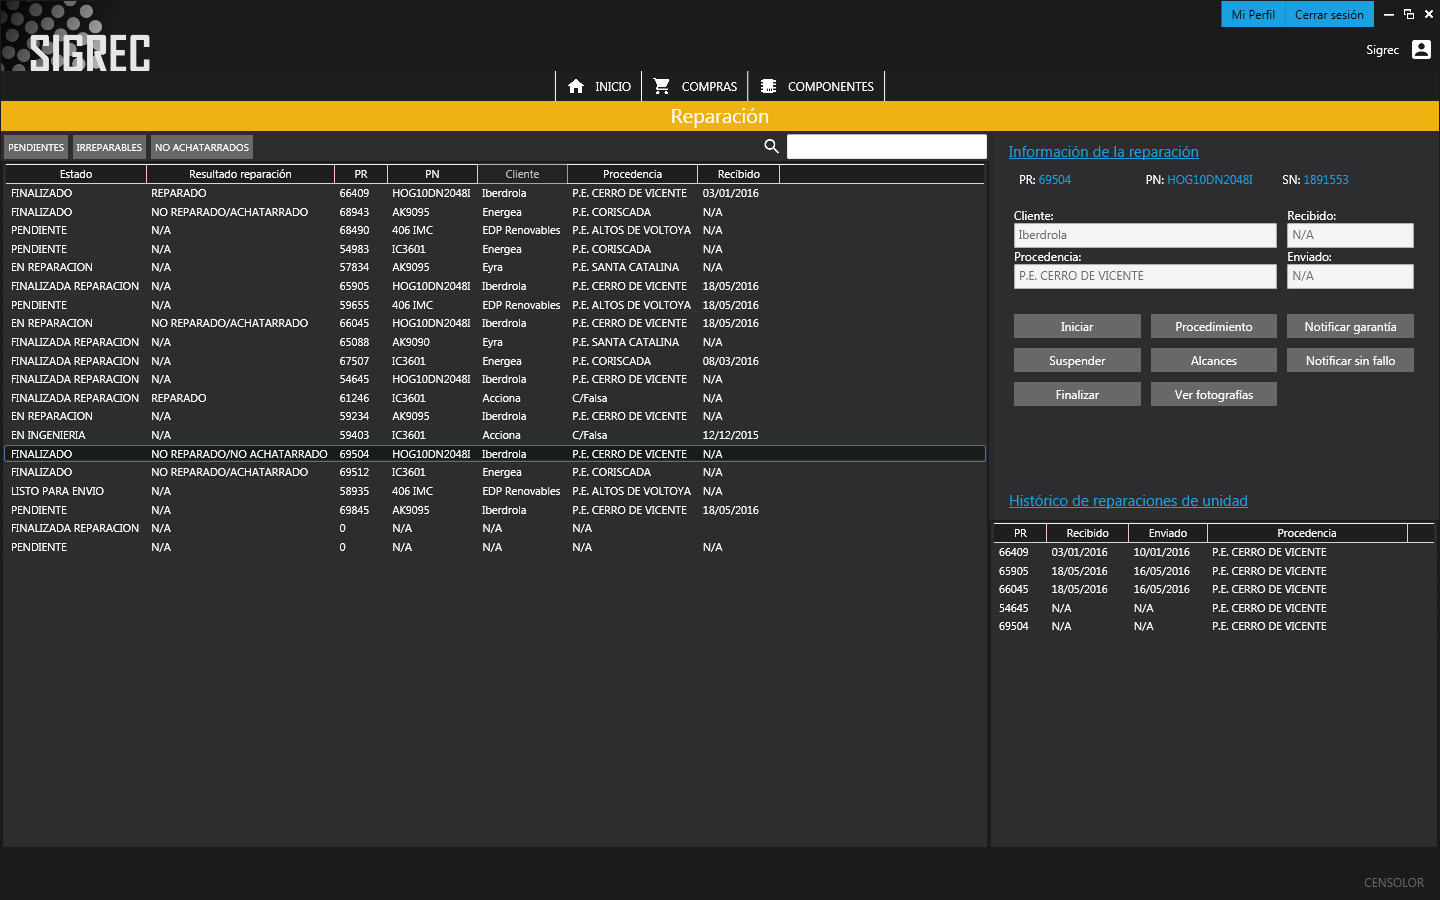 Mi Perfil Cerrar sesión
SIGREC
Sigrec
INICIO COMPRAS COMPONENTES
Reparación
PENDIENTES IRREPARABLES NO ACHATARRADOS
Estado Resultado reparación PR PN Cliente Procedencia Recibido
FINALIZADO REPARADO 66409 HOG10DN2048I Iberdrola P.E. CERRO DE VICENTE 03/01/2016
FINALIZADO NO REPARADO/ACHATARRADO 68943 AK9095 Energea P.E. CORISCADA N/A
PENDIENTE N/A 68490 406 IMC EDP Renovables P.E. ALTOS DE VOLTOYA N/A
PENDIENTE N/A 54983 IC3601 Energea P.E. CORISCADA N/A
EN REPARACION N/A 57834 AK9095 Eyra P.E. SANTA CATALINA N/A
FINALIZADA REPARACION N/A 65905 HOG10DN2048I Iberdrola P.E. CERRO DE VICENTE 18/05/2016
PENDIENTE N/A 59655 406 IMC EDP Renovables P.E. ALTOS DE VOLTOYA 18/05/2016
EN REPARACION NO REPARADO/ACHATARRADO 66045 HOG10DN2048I Iberdrola P.E. CERRO DE VICENTE 18/05/2016
FINALIZADA REPARACION N/A 65088 AK9090 Eyra P.E. SANTA CATALINA N/A
FINALIZADA REPARACION N/A 67507 IC3601 Energea P.E. CORISCADA 08/03/2016
FINALIZADA REPARACION N/A 54645 HOG10DN2048I Iberdrola P.E. CERRO DE VICENTE N/A
FINALIZADA REPARACION REPARADO 61246 IC3601 Acciona C/Falsa N/A
EN REPARACION N/A 59234 AK9095 Iberdrola P.E. CERRO DE VICENTE N/A
EN INGENIERIA N/A 59403 IC3601 Acciona C/Falsa 12/12/2015
FINALIZADO NO REPARADO/NO ACHATARRADO 69504 HOG10DN2048I Iberdrola P.E. CERRO DE VICENTE N/A
FINALIZADO NO REPARADO/ACHATARRADO 69512 IC3601 Energea P.E. CORISCADA N/A
LISTO PARA ENVIO N/A 58935 406 IMC EDP Renovables P.E. ALTOS DE VOLTOYA N/A
PENDIENTE N/A 69845 AK9095 Iberdrola P.E. CERRO DE VICENTE 18/05/2016
FINALIZADA REPARACION N/A 0 N/A N/A N/A
PENDIENTE N/A 0 N/A N/A N/A N/A
Información de la reparación
PR: 69504 PN: HOG10DN2048I SN: 1891553
Cliente: Recibido:
Iberdrola N/A
Procedencia: Enviado:
P.E. CERRO DE VICENTE N/A
Iniciar Procedimiento Notificar garantía
Suspender Alcances Notificar sin fallo
Finalizar Ver fotografías
Histórico de reparaciones de unidad
PR Recibido Enviado Procedencia
66409 03/01/2016 10/01/2016 P.E. CERRO DE VICENTE
65905 18/05/2016 16/05/2016 P.E. CERRO DE VICENTE
66045 18/05/2016 16/05/2016 P.E. CERRO DE VICENTE
54645 N/A N/A P.E. CERRO DE VICENTE
69504 N/A N/A P.E. CERRO DE VICENTE
CENSOLOR